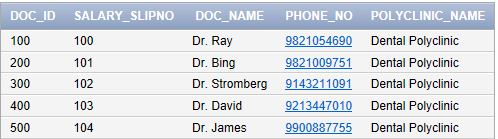 DOC_ID SALARY_SLIPNO DOC_NAME PHONE_NO POLYCLINIC_NAME
100 100 Dr. Ray 9821054690 Dental Polyclinic
200 101 Dr. Bing 9821009751 Dental Polyclinic
300 102 Dr. Stromberg 9143211091 Dental Polyclinic
400 103 Dr. David 9213447010 Dental Polyclinic
500 104 Dr. James 9900887755 Dental Polyclinic